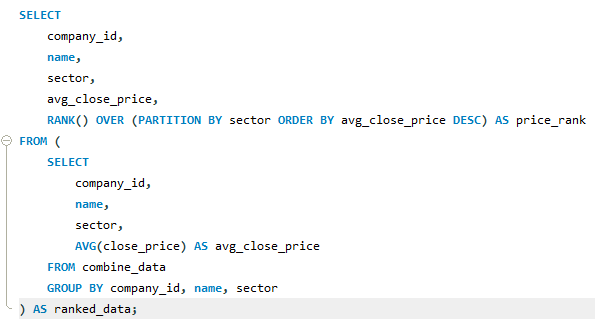 SELECT
    company_id,
    name,
    sector,
    avg_close_price,
    RANK() OVER (PARTITION BY sector ORDER BY avg_close_price DESC) AS price_rank
FROM (
    SELECT
        company_id,
        name,
        sector,
        AVG(close_price) AS avg_close_price
    FROM combine_data
    GROUP BY company_id, name, sector
) AS ranked_data;